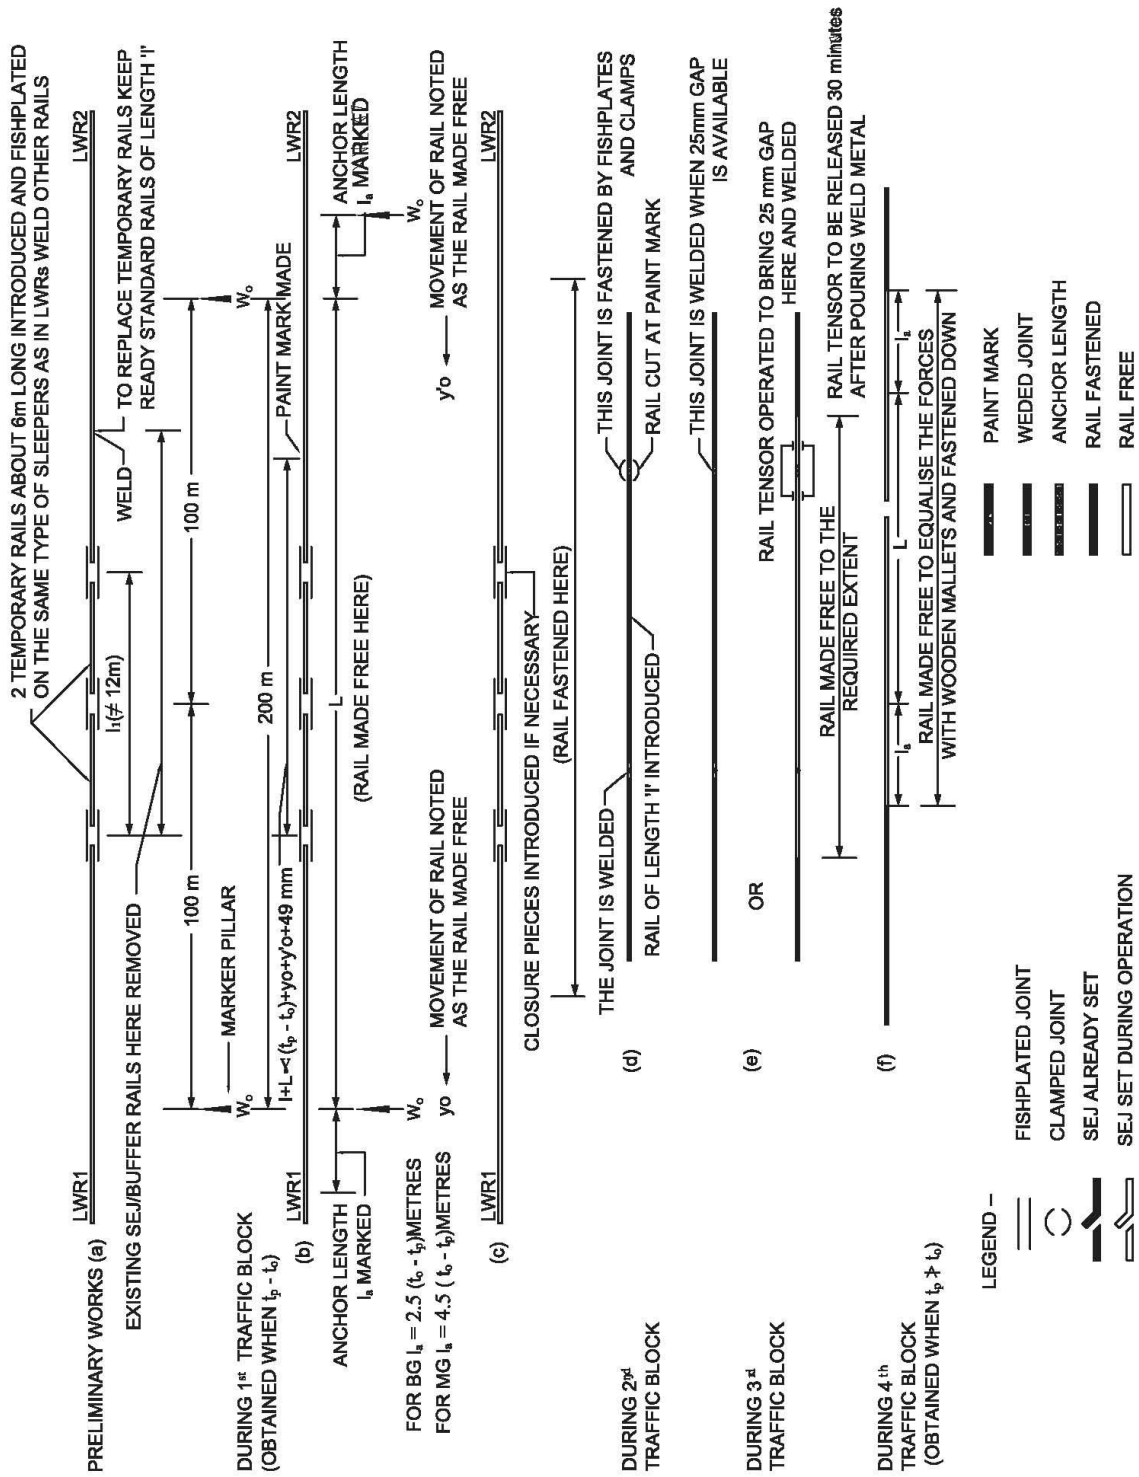 2 TEMPORARY RAILS ABOUT 6m LONG INTRODUCED AND FISHPLATED
ON THE SAME TYPE OF SLEEPERS AS IN LWRs WELD OTHER RAILS
PRELIMINARY WORKS (a)
LWR1
LWR2
l₁(≠ 12m)
WELD
TO REPLACE TEMPORARY RAILS KEEP
READY STANDARD RAILS OF LENGTH 'l'
EXISTING SEJ/BUFFER RAILS HERE REMOVED
100 m
100 m
MARKER PILLAR
DURING 1st TRAFFIC BLOCK
(OBTAINED WHEN tp - to)
Wo
Wo
200 m
PAINT MARK MADE
l+L∝(tp - to)+yo+y'o+49 mm
(b)
LWR1
LWR2
ANCHOR LENGTH
la MARKED
L
(RAIL MADE FREE HERE)
ANCHOR LENGTH
la MARKED
Wo
Wo
FOR BG la = 2.5 (to - tp)METRES
FOR MG la = 4.5 ( to - tp)METRES
yo
MOVEMENT OF RAIL NOTED
AS THE RAIL MADE FREE
y'o
MOVEMENT OF RAIL NOTED
AS THE RAIL MADE FREE
(c)
LWR1
LWR2
CLOSURE PIECES INTRODUCED IF NECESSARY
(RAIL FASTENED HERE)
DURING 2nd
TRAFFIC BLOCK
(d)
THE JOINT IS WELDED
THIS JOINT IS FASTENED BY FISHPLATES
AND CLAMPS
RAIL OF LENGTH 'l' INTRODUCED
RAIL CUT AT PAINT MARK
THIS JOINT IS WELDED WHEN 25mm GAP
IS AVAILABLE
DURING 3rd
TRAFFIC BLOCK
(e)
OR
RAIL TENSOR OPERATED TO BRING 25 mm GAP
HERE AND WELDED
RAIL MADE FREE TO THE
REQUIRED EXTENT
RAIL TENSOR TO BE RELEASED 30 minutes
AFTER POURING WELD METAL
DURING 4th
TRAFFIC BLOCK
(OBTAINED WHEN tp ≯ to)
(f)
la
L
la
RAIL MADE FREE TO EQUALISE THE FORCES
WITH WOODEN MALLETS AND FASTENED DOWN
LEGEND –
FISHPLATED JOINT
CLAMPED JOINT
SEJ ALREADY SET
SEJ SET DURING OPERATION
PAINT MARK
WEDED JOINT
ANCHOR LENGTH
RAIL FASTENED
RAIL FREE